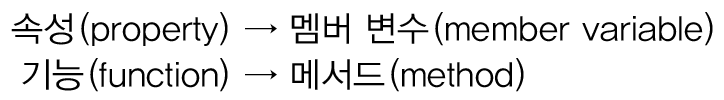 속성(property) → 멤버 변수(member variable)
기능(function) → 메서드(method)